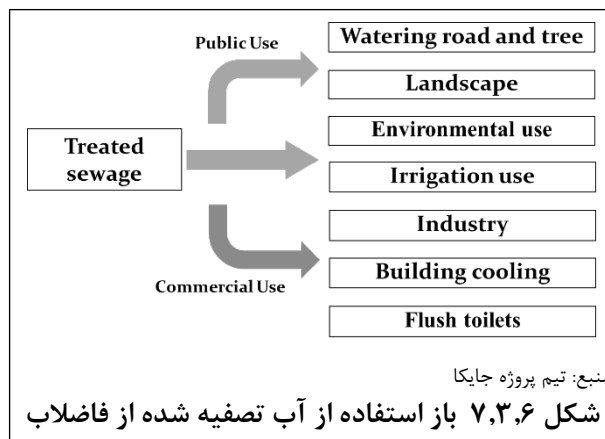 Public Use
Watering road and tree
Landscape
Environmental use
Treated
sewage
Irrigation use
Industry
Building cooling
Commercial Use
Flush toilets
منبع: تیم پروژه جایکا
شکل ۷,۳,۶ باز استفاده از آب تصفیه شده از فاضلاب